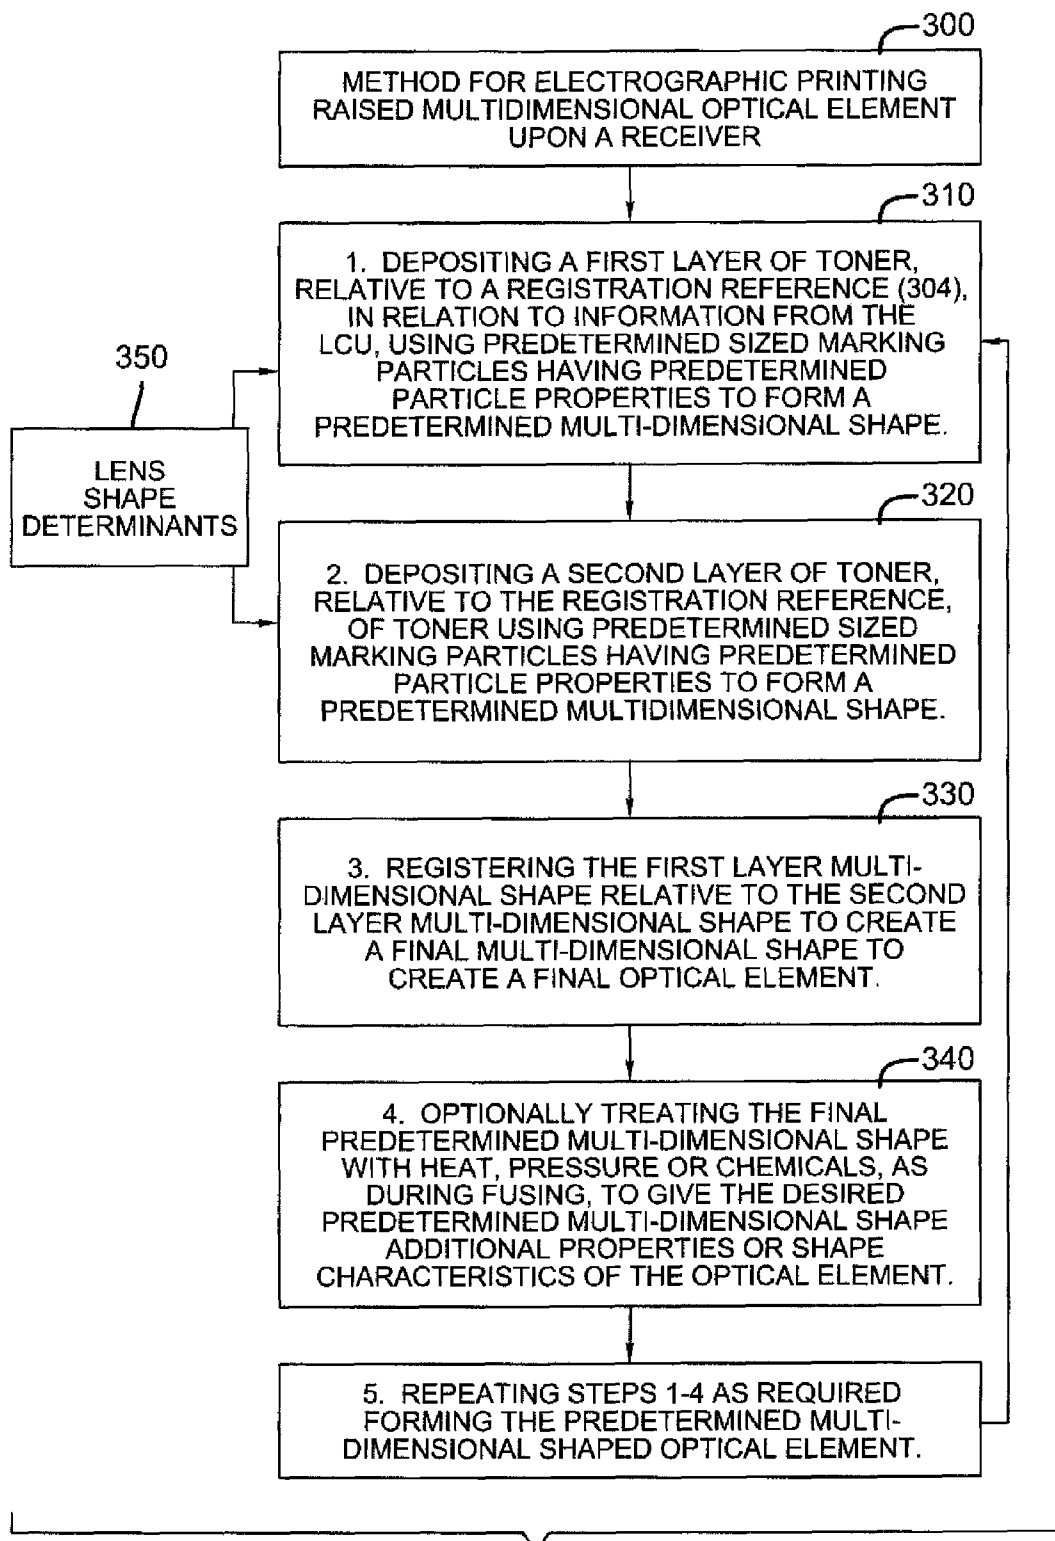 300
METHOD FOR ELECTROGRAPHIC PRINTING
RAISED MULTIDIMENSIONAL OPTICAL ELEMENT
UPON A RECEIVER
310
1. DEPOSITING A FIRST LAYER OF TONER,
RELATIVE TO A REGISTRATION REFERENCE (304),
IN RELATION TO INFORMATION FROM THE
LCU, USING PREDETERMINED SIZED MARKING
PARTICLES HAVING PREDETERMINED
PARTICLE PROPERTIES TO FORM A
PREDETERMINED MULTI-DIMENSIONAL SHAPE.
350
LENS
SHAPE
DETERMINANTS
320
2. DEPOSITING A SECOND LAYER OF TONER,
RELATIVE TO THE REGISTRATION REFERENCE,
OF TONER USING PREDETERMINED SIZED
MARKING PARTICLES HAVING PREDETERMINED
PARTICLE PROPERTIES TO FORM A
PREDETERMINED MULTIDIMENSIONAL SHAPE.
330
3. REGISTERING THE FIRST LAYER MULTI-
DIMENSIONAL SHAPE RELATIVE TO THE SECOND
LAYER MULTI-DIMENSIONAL SHAPE TO CREATE
A FINAL MULTI-DIMENSIONAL SHAPE TO
CREATE A FINAL OPTICAL ELEMENT.
340
4. OPTIONALLY TREATING THE FINAL
PREDETERMINED MULTI-DIMENSIONAL SHAPE
WITH HEAT, PRESSURE OR CHEMICALS, AS
DURING FUSING, TO GIVE THE DESIRED
PREDETERMINED MULTI-DIMENSIONAL SHAPE
ADDITIONAL PROPERTIES OR SHAPE
CHARACTERISTICS OF THE OPTICAL ELEMENT.
5. REPEATING STEPS 1-4 AS REQUIRED
FORMING THE PREDETERMINED MULTI-
DIMENSIONAL SHAPED OPTICAL ELEMENT.